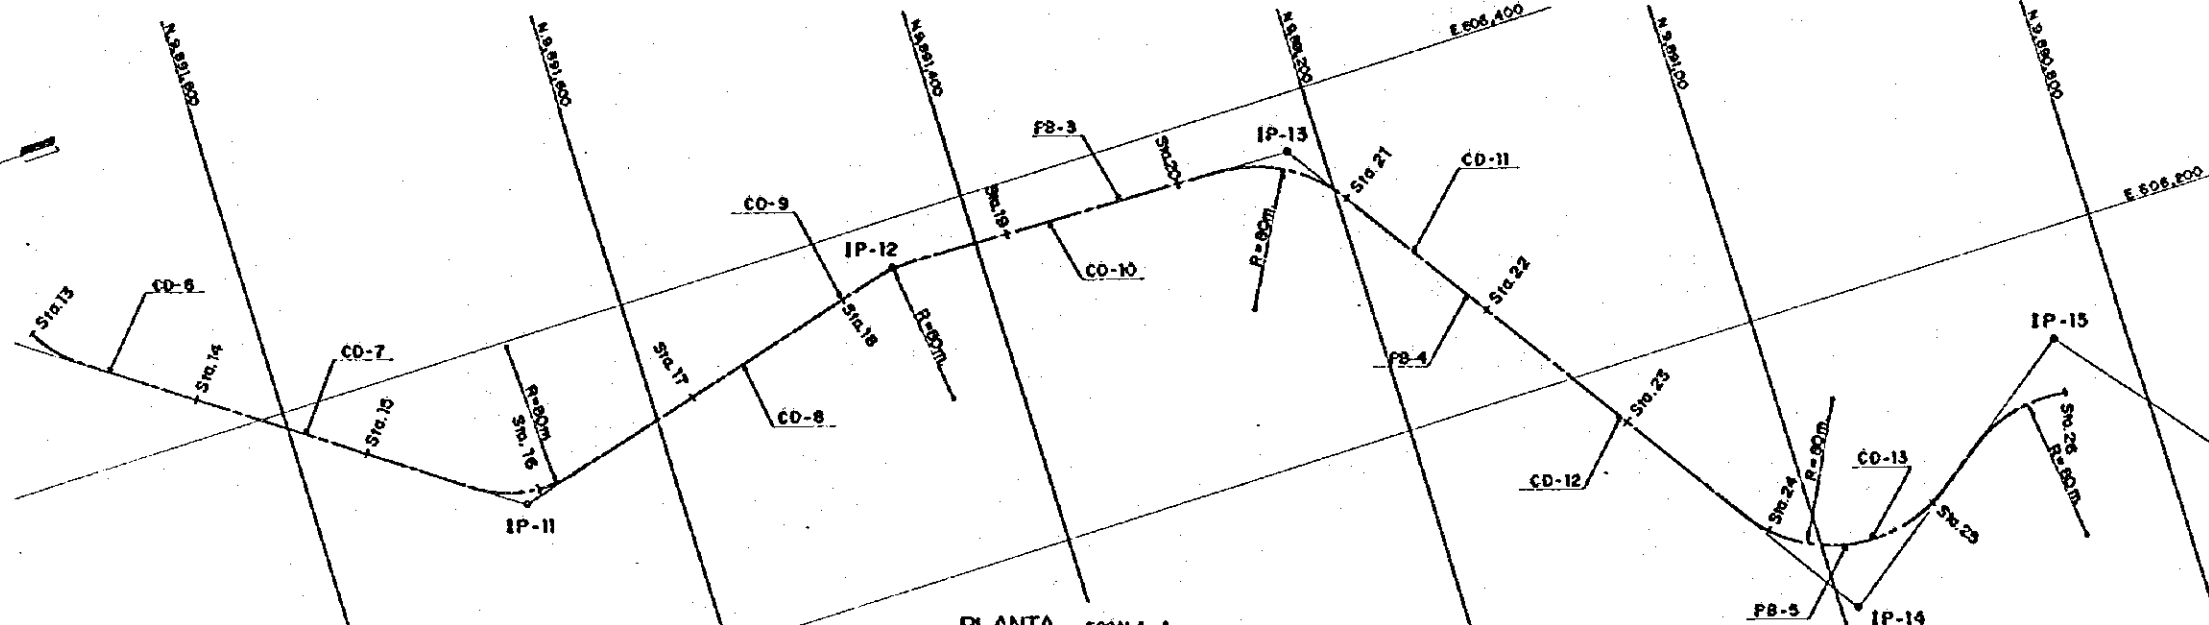 N.9,891,800
N.9,891,600
N.9,891,400
N.9,891,200
E.606,400
N.9,891,00
N.9,890,800
E.606,200
Sta.13
CD-6
Sta.14
CD-7
Sta.15
R=80m.
Sta.16
IP-11
Sta.17
CD-8
CD-9
Sta.18
IP-12
R=80m.
Sta.19
CD-10
PB-3
Sta.20
IP-13
R=80m.
Sta.21
CD-11
Sta.22
PB-4
Sta.23
CD-12
Sta.24
R=80m.
CD-13
PB-5
IP-14
Sta.25
IP-15
Sta.26
R=80m.
PLANTA